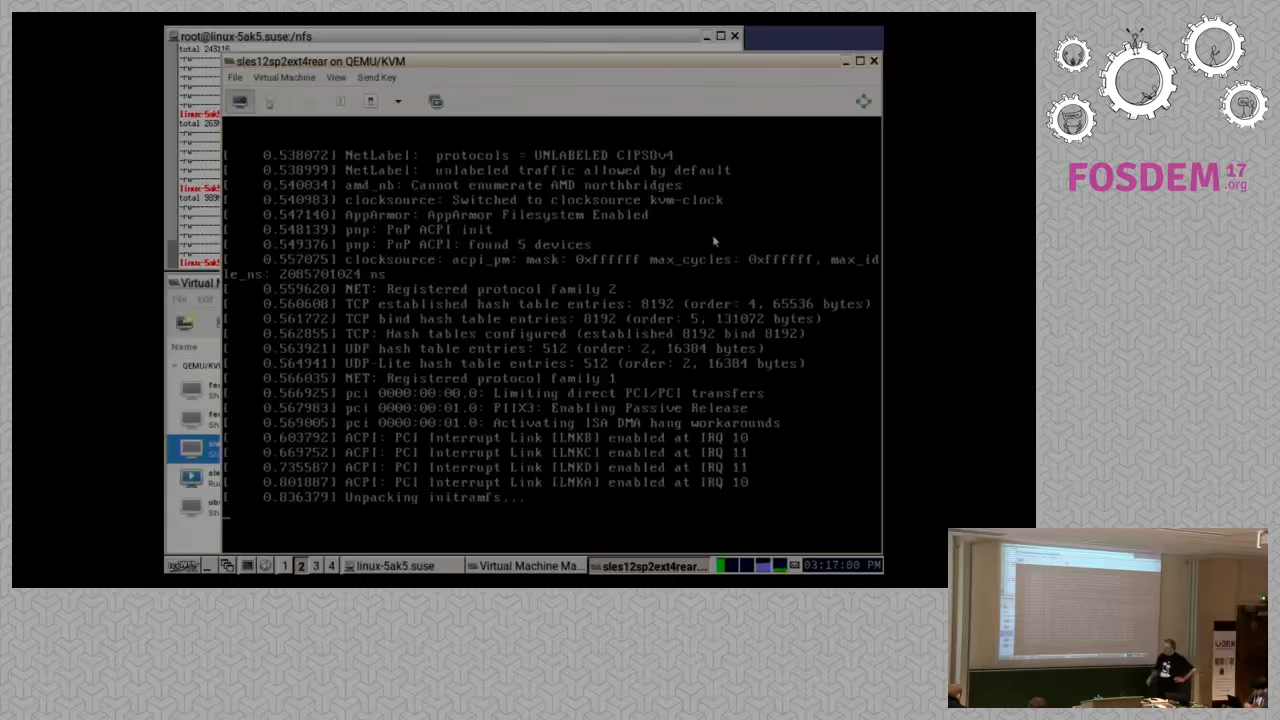 root@linux-5ak5.suse:/nfs
total 243116
sles12sp2ext4rear on QEMU/KVM
File Virtual Machine View Send Key
[ 0.538072] NetLabel: protocols = UNLABELED CIPSOv4
[ 0.538999] NetLabel: unlabeled traffic allowed by default
[ 0.540034] amd_nb: Cannot enumerate AMD northbridges
[ 0.540983] clocksource: Switched to clocksource kvm-clock
[ 0.547140] AppArmor: AppArmor Filesystem Enabled
[ 0.548139] pnp: PnP ACPI init
[ 0.549376] pnp: PnP ACPI: found 5 devices
[ 0.557075] clocksource: acpi_pm: mask: 0xffffff max_cycles: 0xffffff, max_id
le_ns: 2085701024 ns
[ 0.559620] NET: Registered protocol family 2
[ 0.560608] TCP established hash table entries: 8192 (order: 4, 65536 bytes)
[ 0.561772] TCP bind hash table entries: 8192 (order: 5, 131072 bytes)
[ 0.562855] TCP: Hash tables configured (established 8192 bind 8192)
[ 0.563921] UDP hash table entries: 512 (order: 2, 16384 bytes)
[ 0.564941] UDP-Lite hash table entries: 512 (order: 2, 16384 bytes)
[ 0.566035] NET: Registered protocol family 1
[ 0.566925] pci 0000:00:00.0: Limiting direct PCI/PCI transfers
[ 0.567983] pci 0000:00:01.0: PIIX3: Enabling Passive Release
[ 0.569005] pci 0000:00:01.0: Activating ISA DMA hang workarounds
[ 0.603792] ACPI: PCI Interrupt Link [LNKB] enabled at IRQ 10
[ 0.669752] ACPI: PCI Interrupt Link [LNKC] enabled at IRQ 11
[ 0.735587] ACPI: PCI Interrupt Link [LNKD] enabled at IRQ 11
[ 0.801887] ACPI: PCI Interrupt Link [LNKA] enabled at IRQ 10
[ 0.836379] Unpacking initramfs...
Virtual
File Edit
Name
QEMU/KV
1 2 3 4 linux-5ak5.suse Virtual Machine Ma... sles12sp2ext4rear... 03:17:00 PM
FOSDEM 17
.org